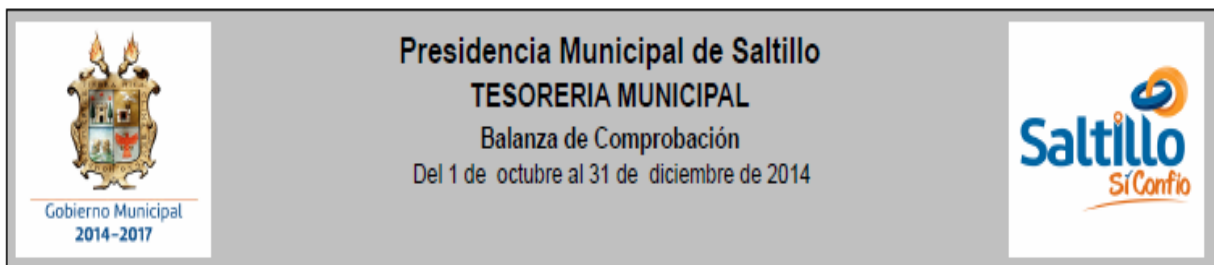 Presidencia Municipal de Saltillo
TESORERIA MUNICIPAL
Balanza de Comprobación
Del 1 de octubre al 31 de diciembre de 2014
Gobierno Municipal
2014-2017
Saltillo
Sí Confío